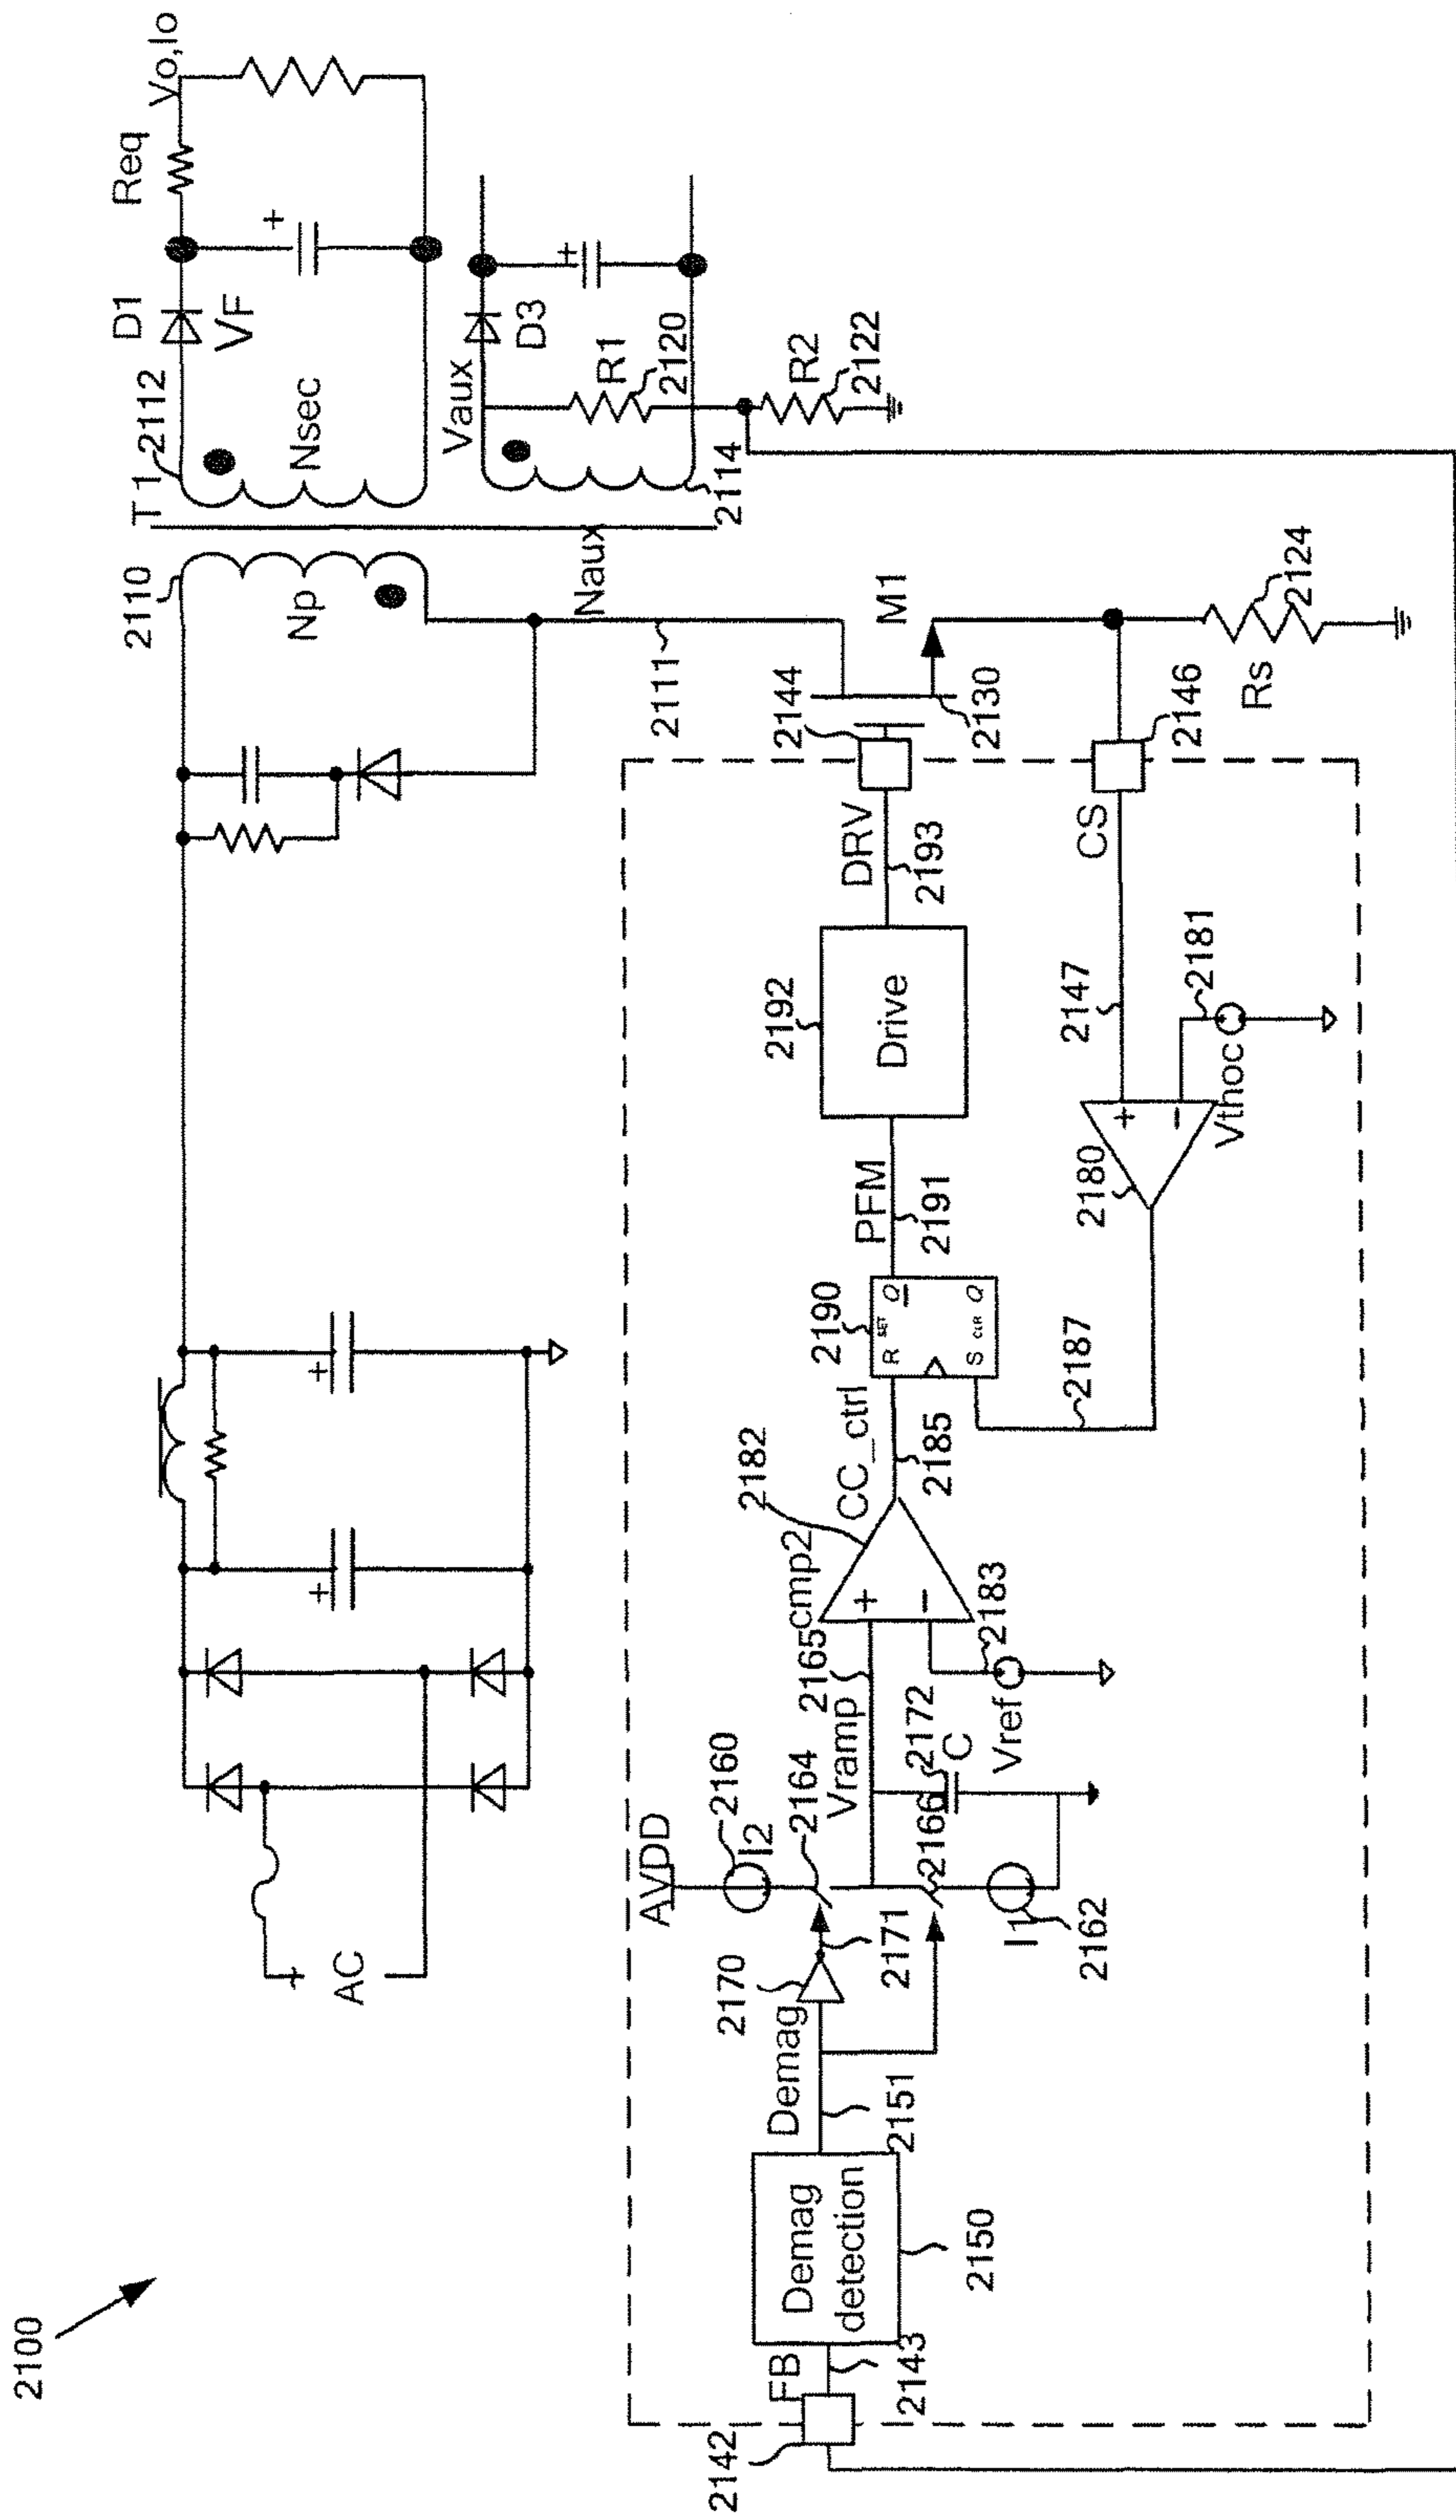 2100
AC
2110
Np
T1
2112
Nsec
D1
VF
Req
Vo,Io
Vaux
D3
R1
2120
R2
2122
2114
Naux
2111
M1
2144
2130
2146
Rs
2124
AVDD
2160
I2
2164
Vramp
2165
cmp2
2182
CC_ctrl
2185
2190
R
SET
Q
S
CLR
Q
PFM
2191
2192
Drive
DRV
2193
CS
2147
2181
Vthoc
2180
2187
2183
Vref
2172
C
2166
I1
2162
2171
2170
Demag
2151
Demag
detection
2150
FB
2143
2142